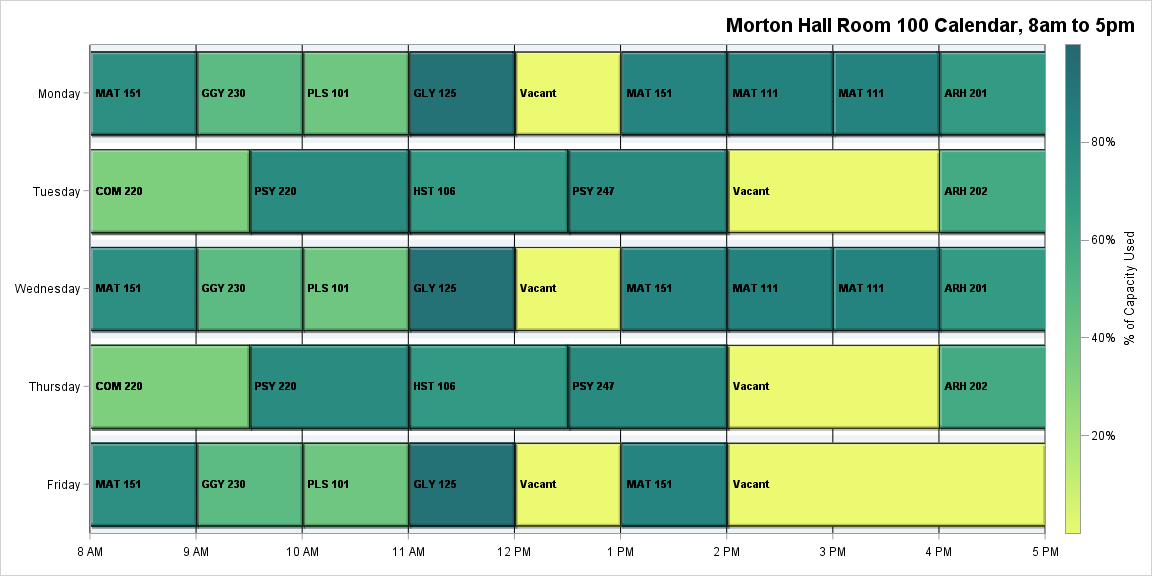 Morton Hall Room 100 Calendar, 8am to 5pm
Monday MAT 151 GGY 230 PLS 101 GLY 125 Vacant MAT 151 MAT 111 MAT 111 ARH 201
Tuesday COM 220 PSY 220 HST 106 PSY 247 Vacant ARH 202
Wednesday MAT 151 GGY 230 PLS 101 GLY 125 Vacant MAT 151 MAT 111 MAT 111 ARH 201
Thursday COM 220 PSY 220 HST 106 PSY 247 Vacant ARH 202
Friday MAT 151 GGY 230 PLS 101 GLY 125 Vacant MAT 151 Vacant
8 AM 9 AM 10 AM 11 AM 12 PM 1 PM 2 PM 3 PM 4 PM 5 PM
80%
60%
40%
20%
% of Capacity Used